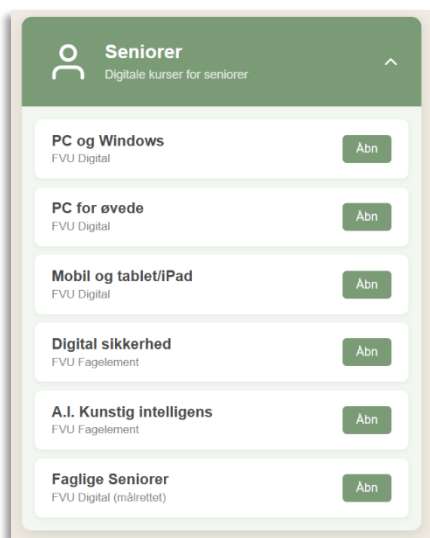 Seniorer
Digitale kurser for seniorer
PC og Windows
FVU Digital
Åbn
PC for øvede
FVU Digital
Åbn
Mobil og tablet/iPad
FVU Digital
Åbn
Digital sikkerhed
FVU Fagelement
Åbn
A.I. Kunstig intelligens
FVU Fagelement
Åbn
Faglige Seniorer
FVU Digital (målrettet)
Åbn